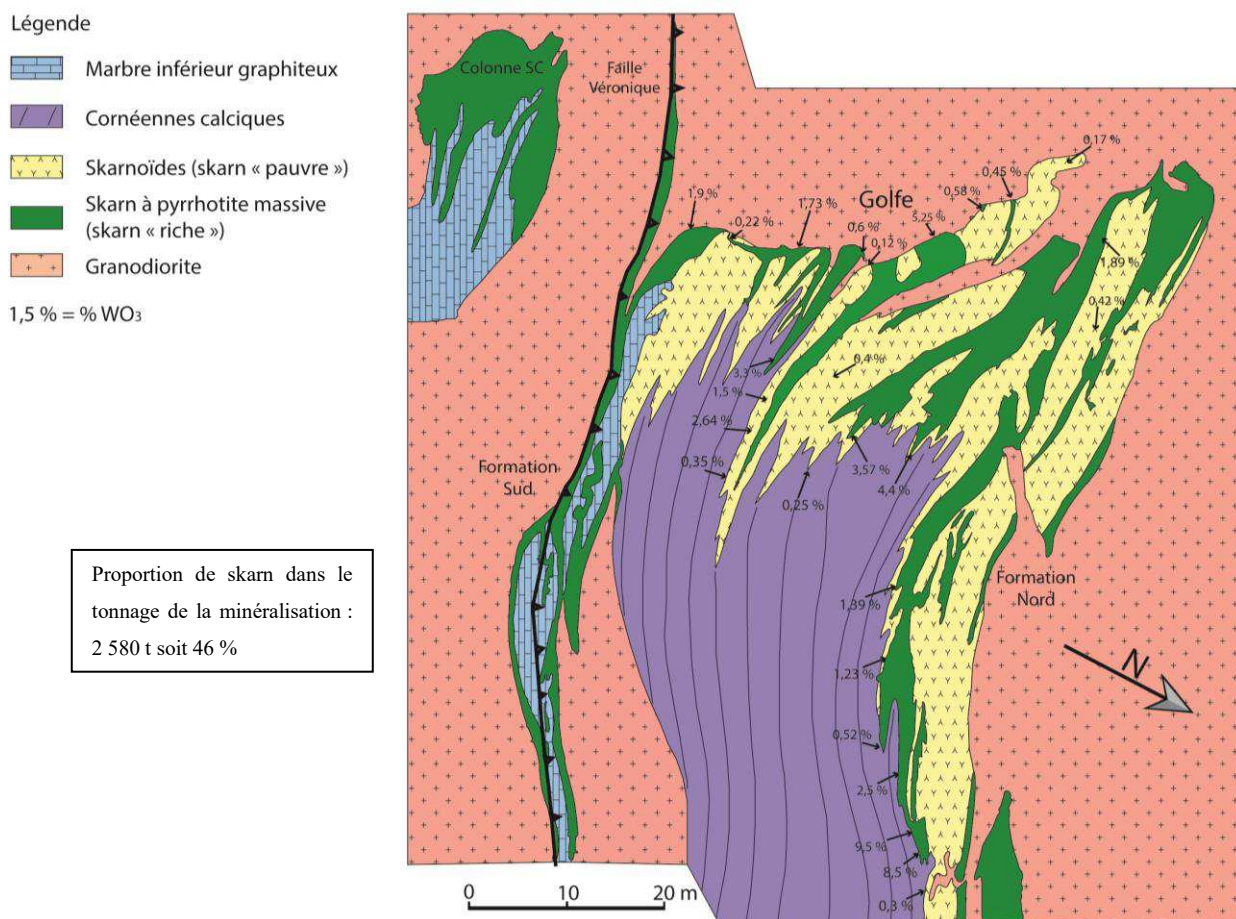 Légende
Marbre inférieur graphiteux
Cornéennes calciques
Skarnoïdes (skarn « pauvre »)
Skarn à pyrrhotite massive
(skarn « riche »)
Granodiorite
1,5 % = % WO3
Proportion de skarn dans le
tonnage de la minéralisation :
2 580 t soit 46 %
Colonne SC
Faille
Véronique
Golfe
Formation
Sud
Formation
Nord
N
0,17 %
0,45 %
0,58 %
5,25 %
1,9 %
0,22 %
1,73 %
0,6 %
0,12 %
1,89 %
0,42 %
0,4 %
3,3 %
1,5 %
2,64 %
0,35 %
0,25 %
3,57 %
4,4 %
1,39 %
1,23 %
0,52 %
2,5 %
9,5 %
8,5 %
0,3 %
0 10 20 m